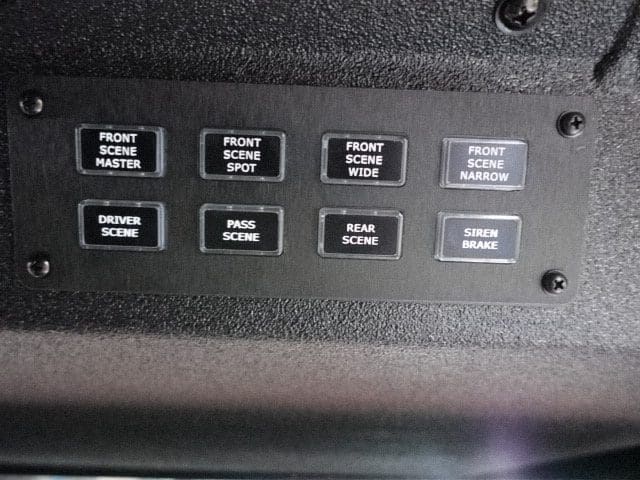 FRONT
SCENE
MASTER
FRONT
SCENE
SPOT
FRONT
SCENE
WIDE
FRONT
SCENE
NARROW
DRIVER
SCENE
PASS
SCENE
REAR
SCENE
SIREN
BRAKE